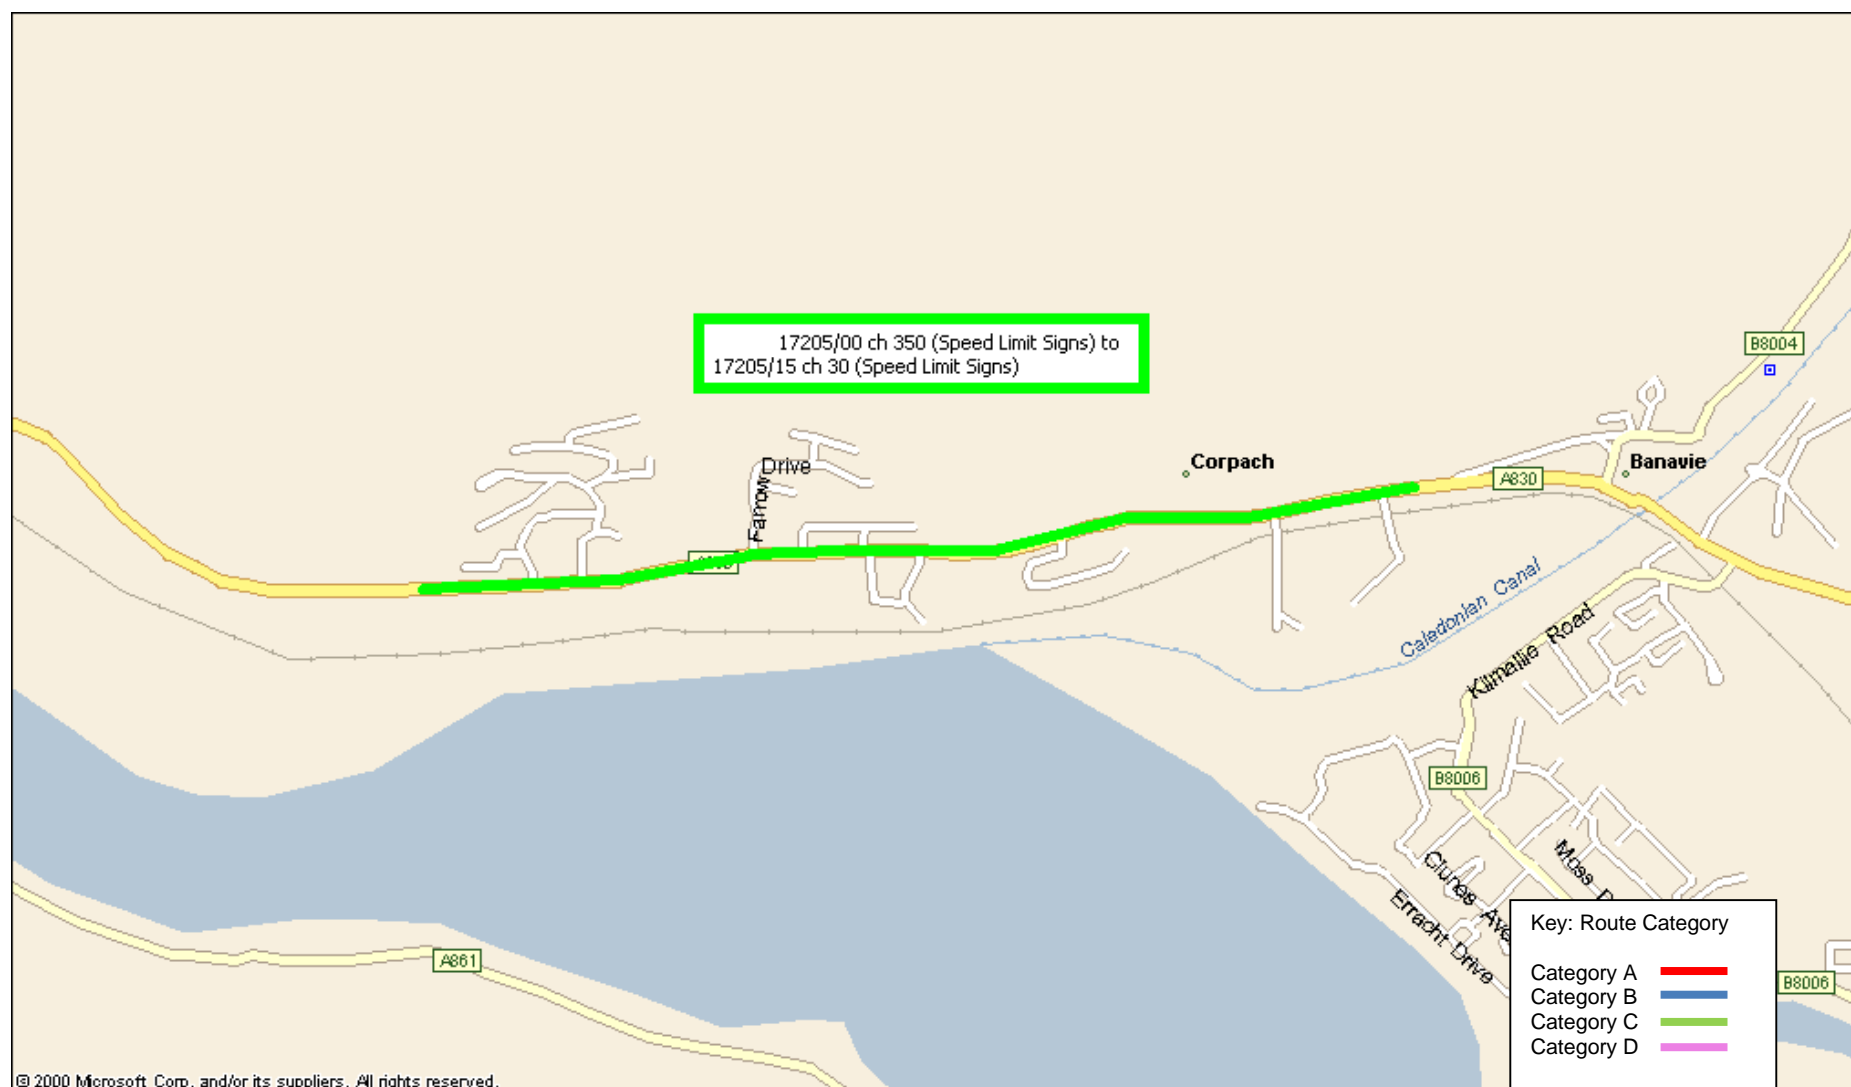 17205/00 ch 350 (Speed Limit Signs) to
17205/15 ch 30 (Speed Limit Signs)
B8004
Corpach
Banavie
A830
Farrow
Drive
Caledonian Canal
Kilmallie Road
B8006
Moss
Clunes Ave
Erracht Drive
A861
B8006
Key: Route Category
Category A
Category B
Category C
Category D
© 2000 Microsoft Corp. and/or its suppliers. All rights reserved.